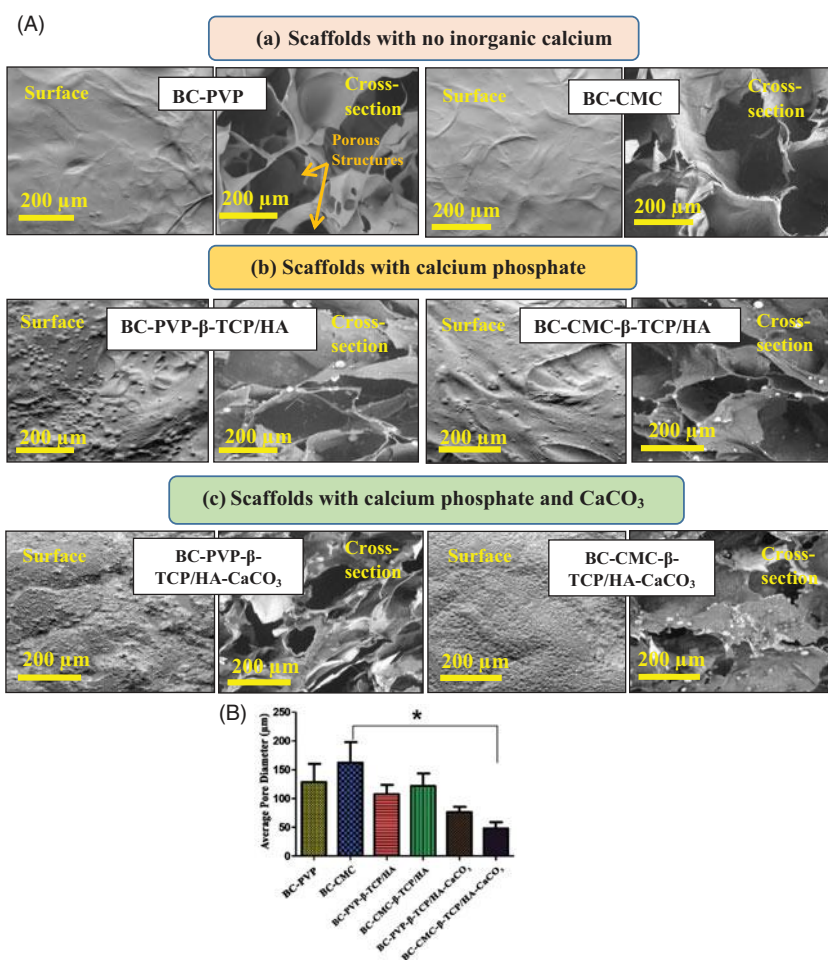 (A)
(a) Scaffolds with no inorganic calcium
Surface
BC-PVP
Cross-
section
Porous
Structures
200 µm
200 µm
Surface
BC-CMC
Cross-
section
200 µm
200 µm
(b) Scaffolds with calcium phosphate
Surface
BC-PVP-β-TCP/HA
Cross-
section
200 µm
200 µm
Surface
BC-CMC-β-TCP/HA
Cross-
section
200 µm
200 µm
(c) Scaffolds with calcium phosphate and CaCO₃
Surface
BC-PVP-β-
TCP/HA-CaCO₃
Cross-
section
200 µm
200 µm
Surface
BC-CMC-β-
TCP/HA-CaCO₃
Cross-
section
200 µm
200 µm
(B)
Average Pore Diameter (µm)
250
200
150
100
50
0
*
BC-PVP
BC-CMC
BC-PVP-β-TCP/HA
BC-CMC-β-TCP/HA
BC-PVP-β-TCP/HA-CaCO₃
BC-CMC-β-TCP/HA-CaCO₃